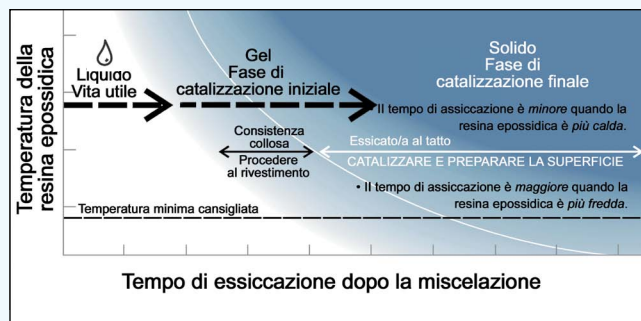 Temperatura della
resina epossidica
Liquido
Vita utile
Gel
Fase di
catalizzazione iniziale
Solido
Fase di
catalizzazione finale
• Il tempo di assiccazione è minore quando la
resina epossidica è più calda.
Consistenza
collosa
Procedere
al rivestimento
Essicato/a al tatto
CATALIZZARE E PREPARARE LA SUPERFICIE
• Il tempo di assiccazione è maggiore quando la
resina epossidica è più fredda.
Temperatura minima cansigliata
Tempo di essiccazione dopo la miscelazione